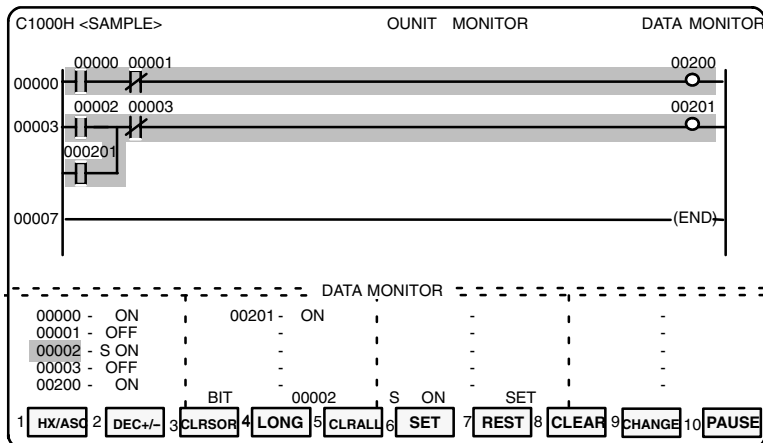 C1000H <SAMPLE> OUNIT MONITOR DATA MONITOR
00000 00001 00200
00000
00002 00003 00201
00003
000201
00007 (END)
DATA MONITOR
00000 - ON 00201 - ON - -
00001 - OFF - - -
00002 - S ON - - -
00003 - OFF - - -
00200 - ON - - -
BIT 00002 S ON SET
1 HX/ASC 2 DEC+/– 3 CLRSOR 4 LONG 5 CLRALL 6 SET 7 REST 8 CLEAR 9 CHANGE 10 PAUSE